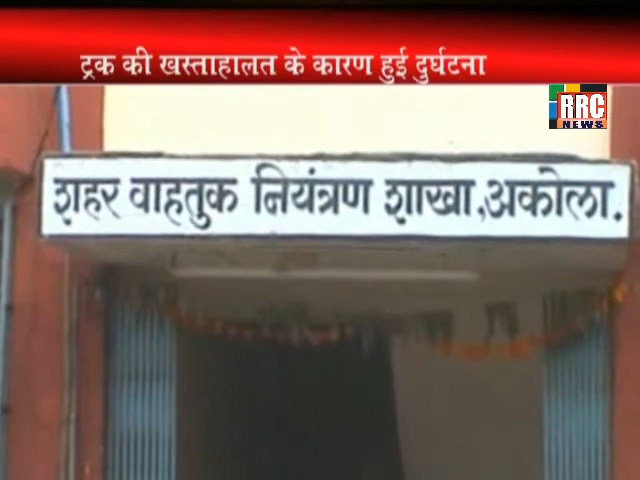 ट्रक की खस्ताहालत के कारण हुई दुर्घटना
RRC
NEWS
शहर वाहतुक नियंत्रण शाखा,अकोला.